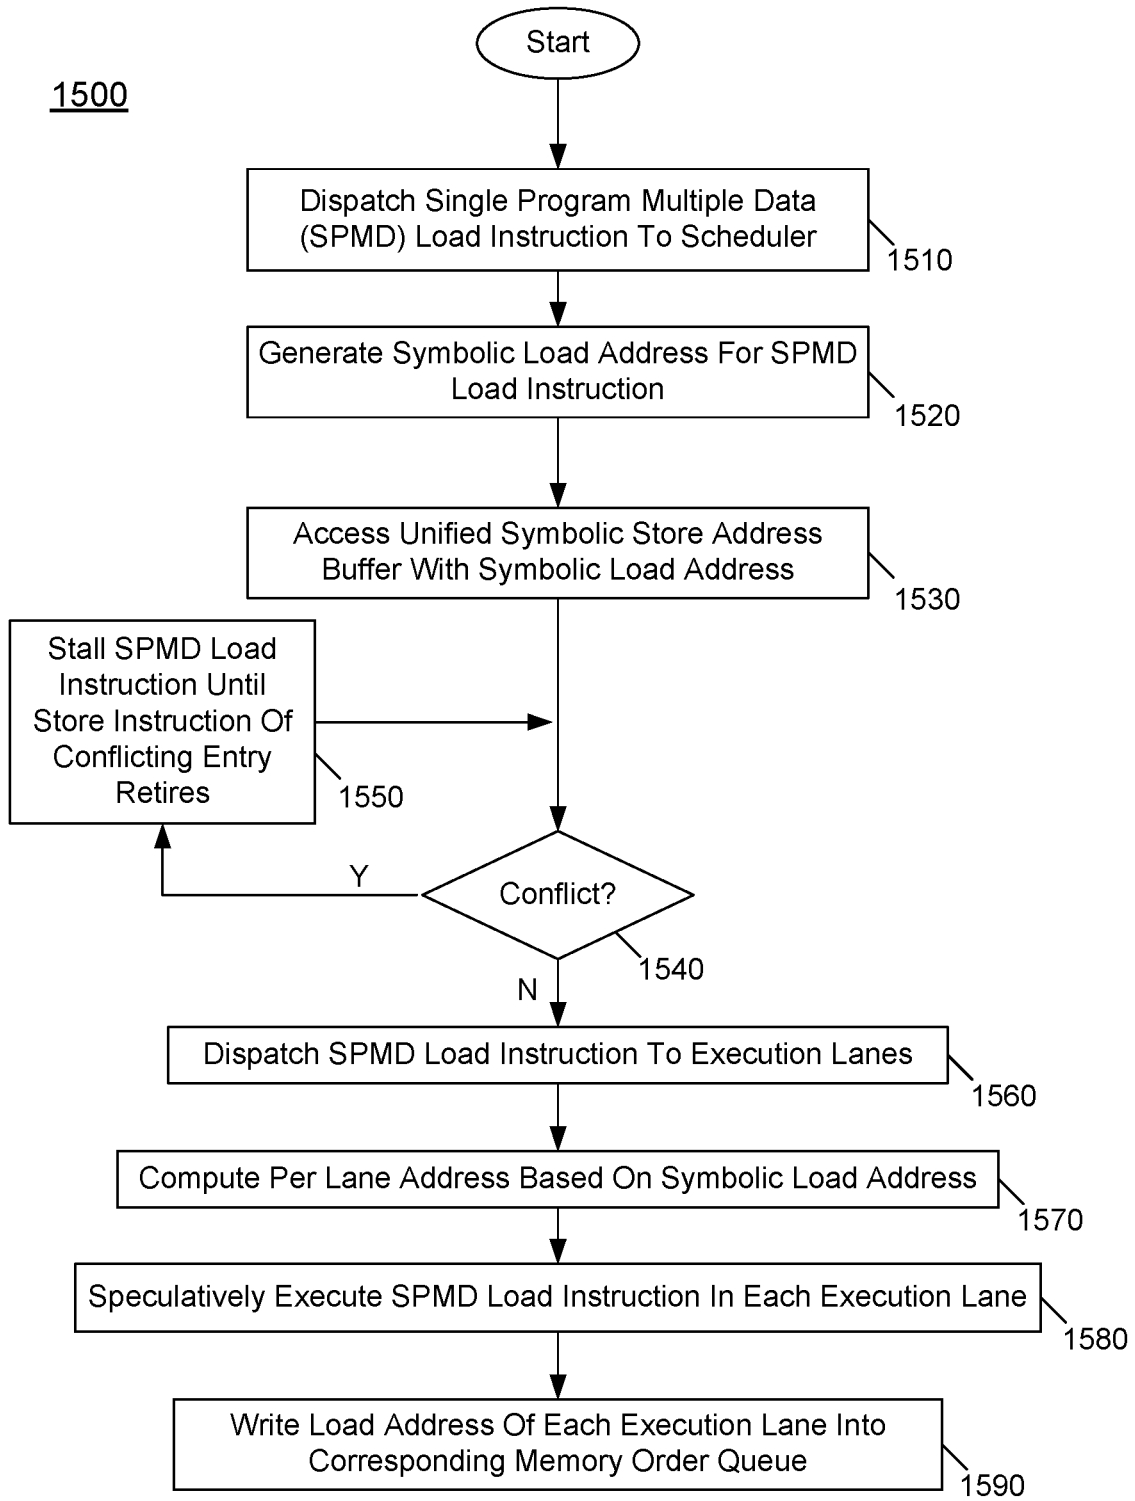 Start
1500
Dispatch Single Program Multiple Data
(SPMD) Load Instruction To Scheduler
1510
Generate Symbolic Load Address For SPMD
Load Instruction
1520
Access Unified Symbolic Store Address
Buffer With Symbolic Load Address
1530
Stall SPMD Load
Instruction Until
Store Instruction Of
Conflicting Entry
Retires
1550
Y
Conflict?
1540
N
Dispatch SPMD Load Instruction To Execution Lanes
1560
Compute Per Lane Address Based On Symbolic Load Address
1570
Speculatively Execute SPMD Load Instruction In Each Execution Lane
1580
Write Load Address Of Each Execution Lane Into
Corresponding Memory Order Queue
1590